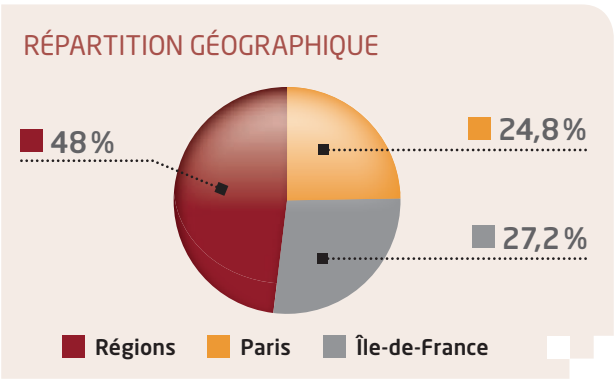 RÉPARTITION GÉOGRAPHIQUE
48 %
24,8 %
27,2 %
Régions Paris Île-de-France